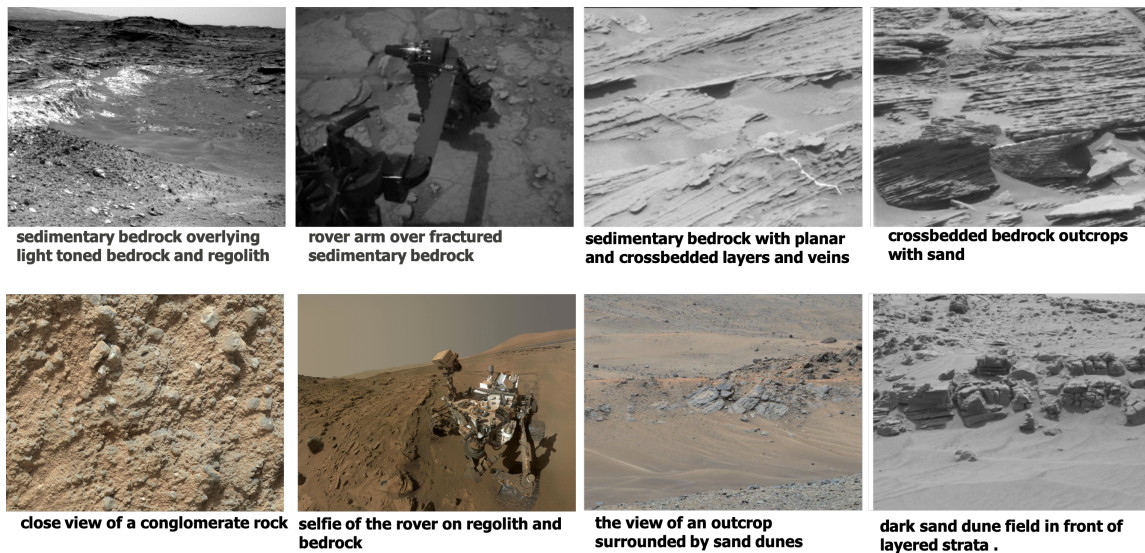 sedimentary bedrock overlying
light toned bedrock and regolith
rover arm over fractured
sedimentary bedrock
sedimentary bedrock with planar
and crossbedded layers and veins
crossbedded bedrock outcrops
with sand
close view of a conglomerate rock
selfie of the rover on regolith and
bedrock
the view of an outcrop
surrounded by sand dunes
dark sand dune field in front of
layered strata .